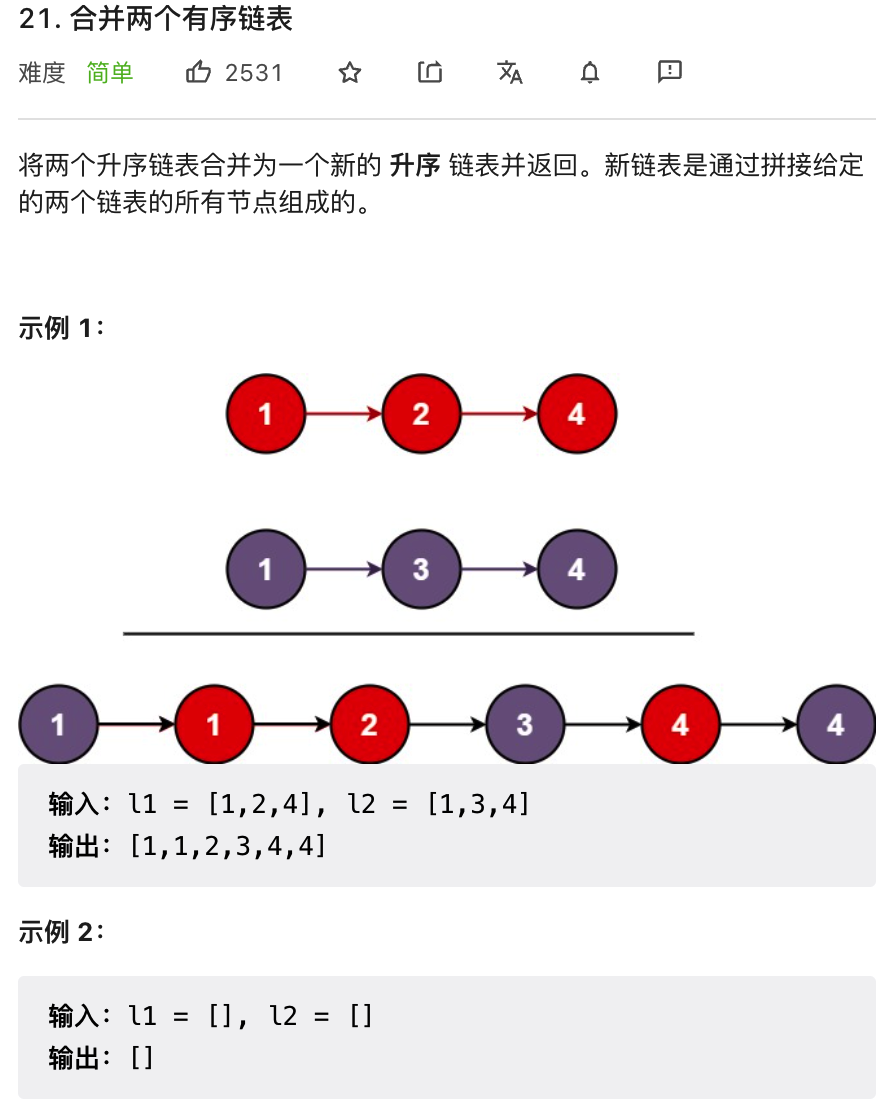 21. 合并两个有序链表
难度 简单 2531
将两个升序链表合并为一个新的 升序 链表并返回。新链表是通过拼接给定
的两个链表的所有节点组成的。
示例 1：
1 2 4
1 3 4
1 1 2 3 4 4
输入：l1 = [1,2,4], l2 = [1,3,4]
输出：[1,1,2,3,4,4]
示例 2：
输入：l1 = [], l2 = []
输出：[]